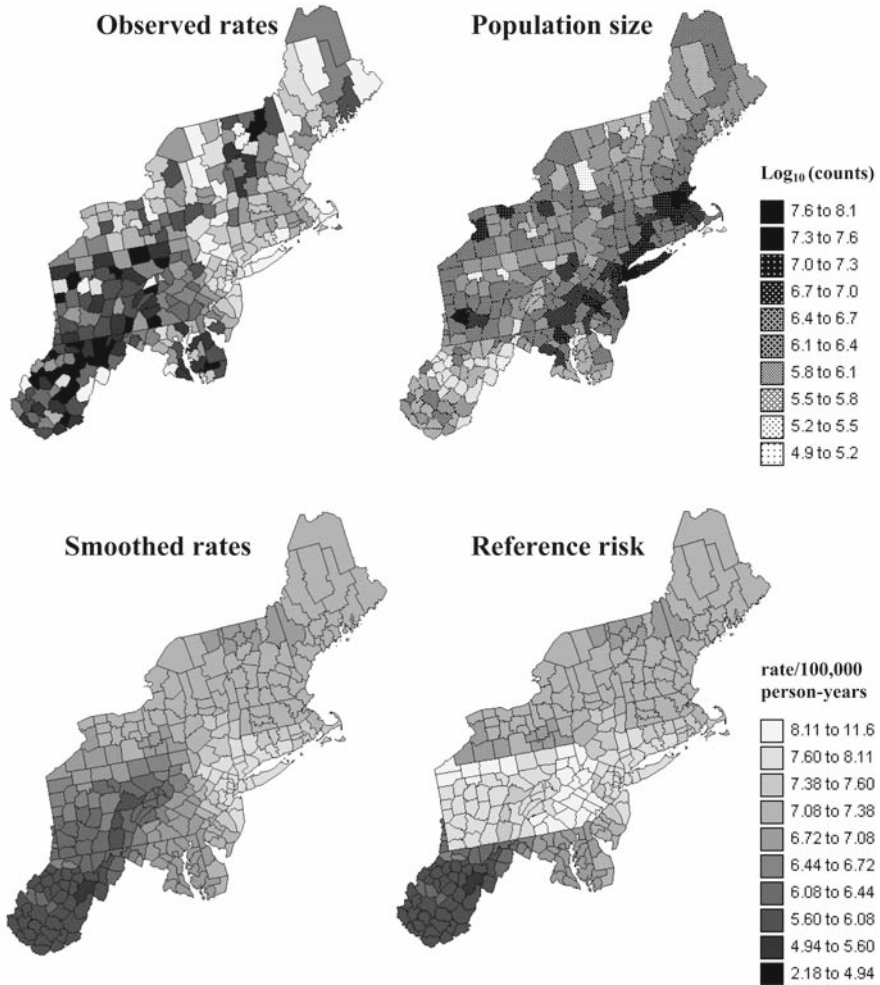 Observed rates
Population size
Log₁₀ (counts)
7.6 to 8.1
7.3 to 7.6
7.0 to 7.3
6.7 to 7.0
6.4 to 6.7
6.1 to 6.4
5.8 to 6.1
5.5 to 5.8
5.2 to 5.5
4.9 to 5.2
Smoothed rates
Reference risk
rate/100,000
person-years
8.11 to 11.6
7.60 to 8.11
7.38 to 7.60
7.08 to 7.38
6.72 to 7.08
6.44 to 6.72
6.08 to 6.44
5.60 to 6.08
4.94 to 5.60
2.18 to 4.94